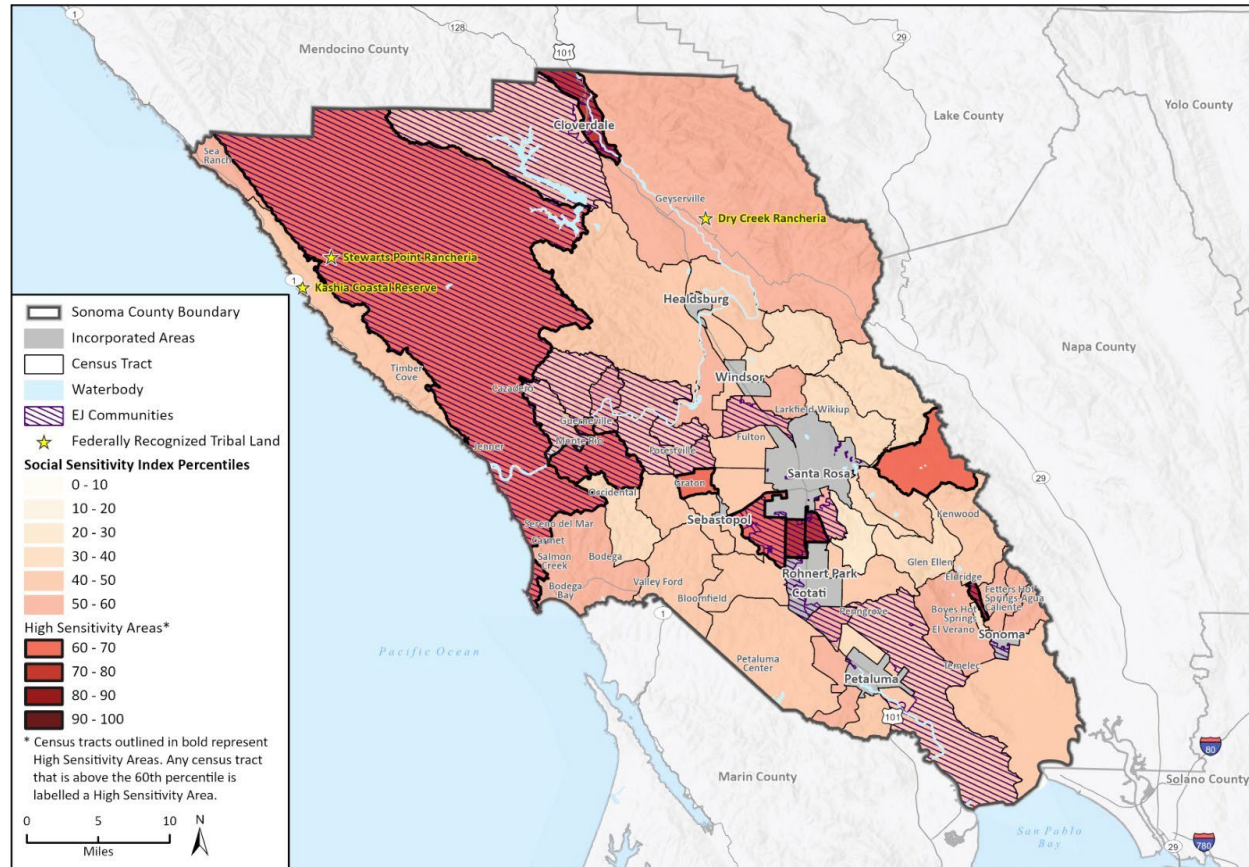 1
128
29
101
Mendocino County
Lake County
Yolo County
Cloverdale
Sea
Ranch
Geyserville
Dry Creek Rancheria
Stewarts Point Rancheria
1
Kashia Coastal Reserve
Healdsburg
Napa County
Timber
Cove
Windsor
Cazadero
Guerneville
Larkfield-Wikiup
Monte Rio
Fulton
Jenner
Forestville
Santa Rosa
29
Graton
Occidental
Kenwood
Sebastopol
Sereno del Mar
Carmet
Salmon
Creek
Bodega
Glen Ellen
Rohnert Park
Eldridge
Valley Ford
Cotati
Fetters Hot
Springs-Agua
Caliente
Bodega
Bay
Bloomfield
Boyes Hot
Springs
Penngrove
El Verano
Sonoma
1
Pacific Ocean
Petaluma
Center
Temelec
Petaluma
101
80
Marin County
Solano County
San Pablo
Bay
29
780
Sonoma County Boundary
Incorporated Areas
Census Tract
Waterbody
EJ Communities
Federally Recognized Tribal Land
Social Sensitivity Index Percentiles
0 - 10
10 - 20
20 - 30
30 - 40
40 - 50
50 - 60
High Sensitivity Areas*
60 - 70
70 - 80
80 - 90
90 - 100
* Census tracts outlined in bold represent
High Sensitivity Areas. Any census tract
that is above the 60th percentile is
labelled a High Sensitivity Area.
0 5 10
N
Miles